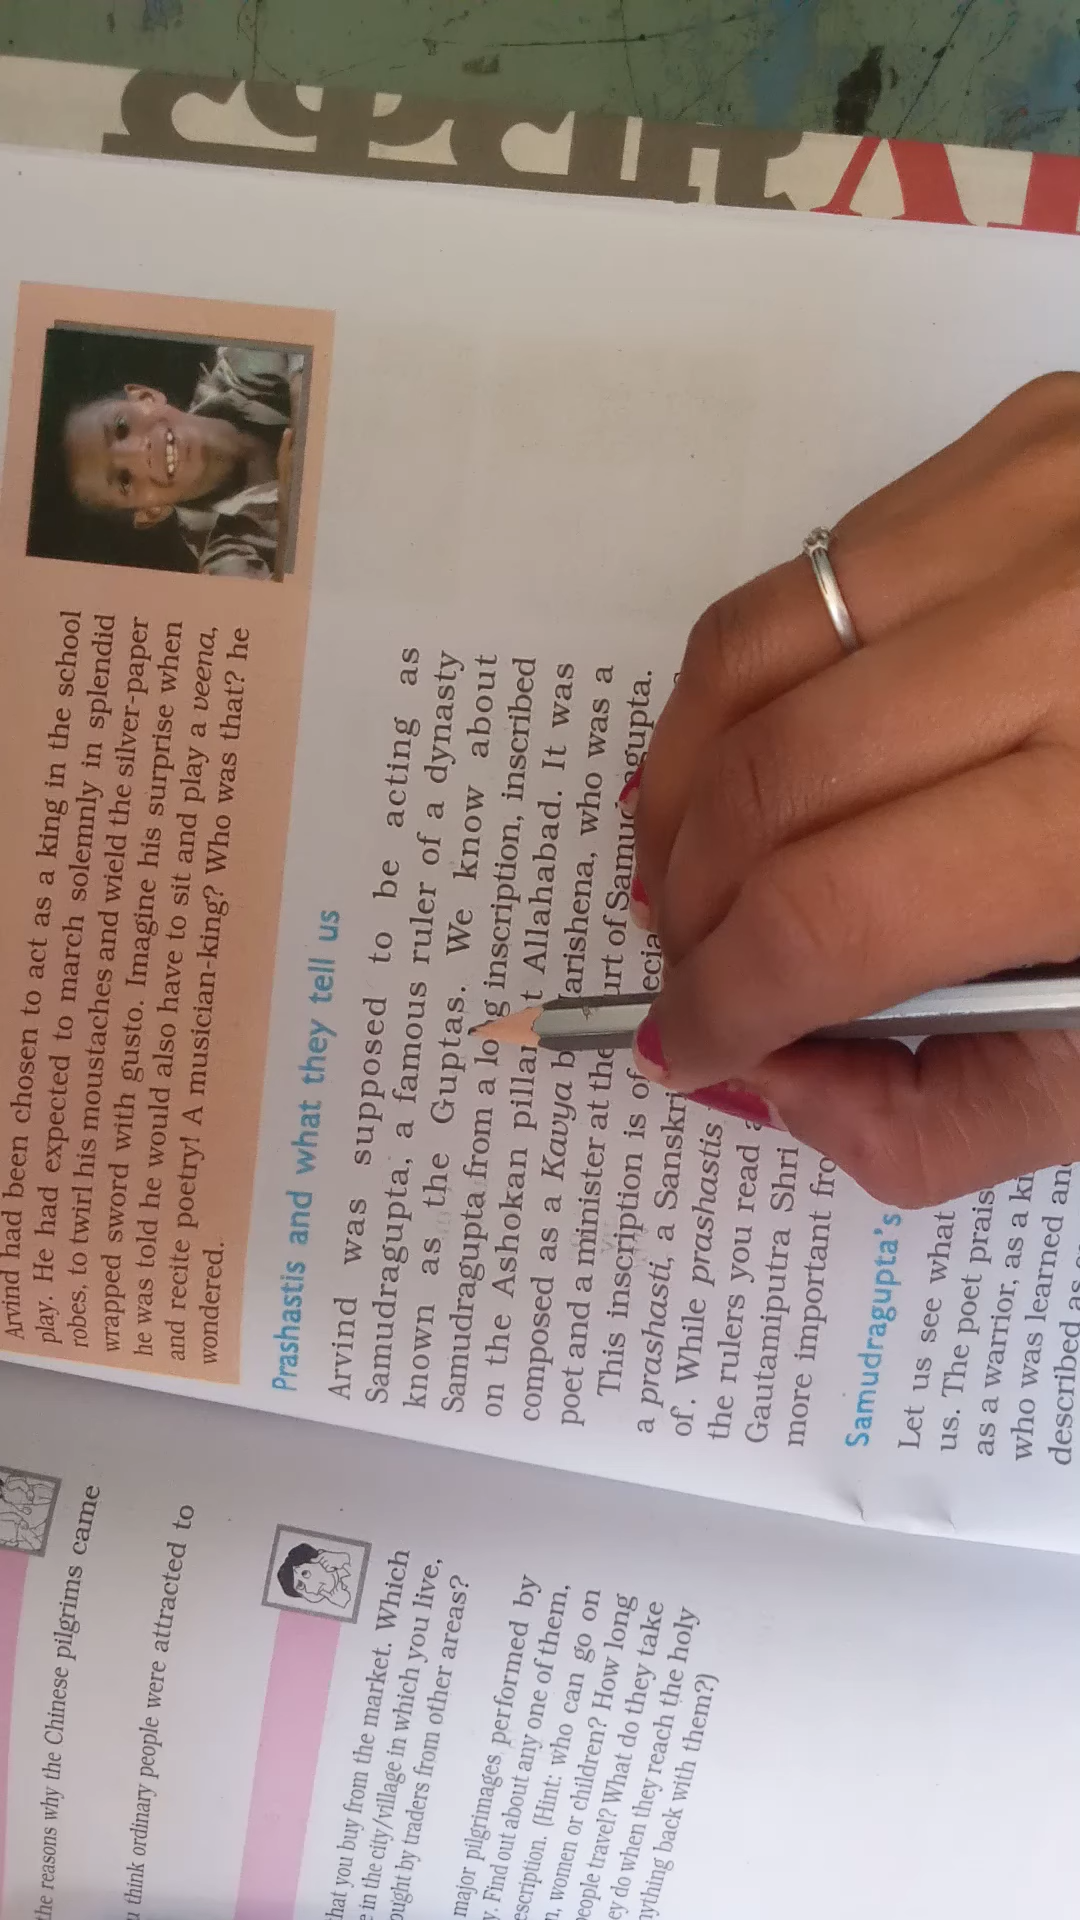 Arvind had been chosen to act as a king in the school
play. He had expected to march solemnly in splendid
robes, to twirl his moustaches and wield the silver-paper
wrapped sword with gusto. Imagine his surprise when
he was told he would also have to sit and play a veena,
and recite poetry! A musician-king? Who was that? he
wondered.
Prashastis and what they tell us
Arvind was supposed to be acting as
Samudragupta, a famous ruler of a dynasty
known as the Guptas. We know about
Samudragupta from a long inscription, inscribed
on the Ashokan pillar at Allahabad. It was
composed as a Kavya by Harishena, who was a
poet and a minister at the court of Samudragupta.
This inscription is of
a prashasti, a Sanskrit
of. While prashastis
the rulers you read
Gautamiputra Shri
more important
Samudragupta's
Let us see what
us. The poet
as a warrior, as a
who was learned
described as
the reasons why the Chinese pilgrims came
think ordinary people were attracted to
that you buy from the market. Which
in the city/village in which you live,
by traders from other areas?
major pilgrimages performed by
Find out about any one of them,
(Hint: who can go on
women or children? How long
people travel? What do they take
do when they reach the holy
back with them?)